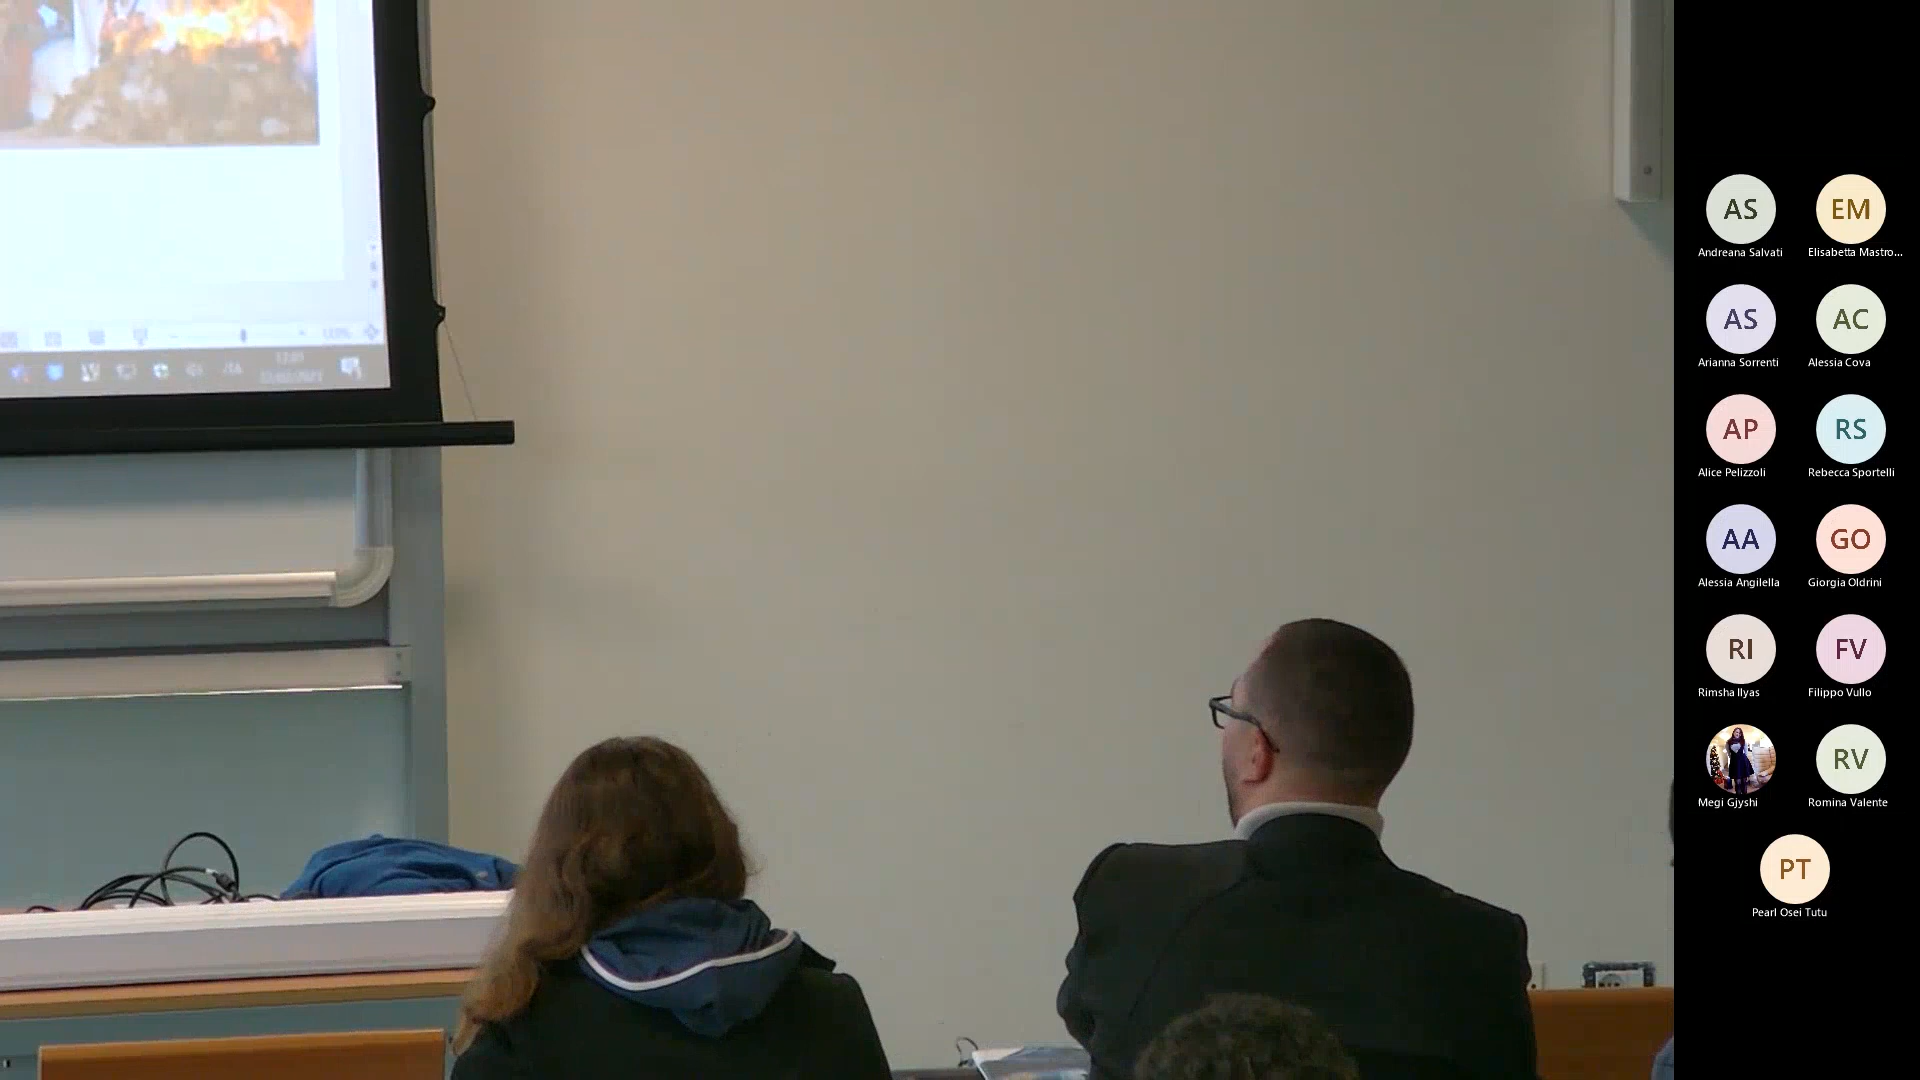 AS EM
Andreana Salvati Elisabetta Mastro...
AS AC
Arianna Sorrenti Alessia Cova
AP RS
Alice Pelizzoli Rebecca Sportelli
AA GO
Alessia Angilella Giorgia Oldrini
RI FV
Rimsha Ilyas Filippo Vullo
RV
Megi Gjyshi Romina Valente
PT
Pearl Osei Tutu